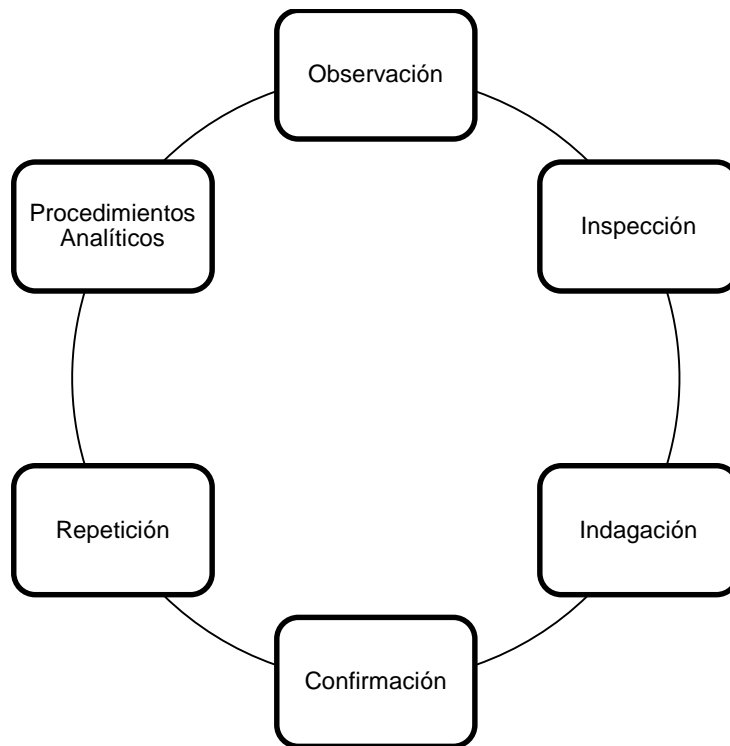 Observación
Inspección
Indagación
Confirmación
Repetición
Procedimientos
Analíticos